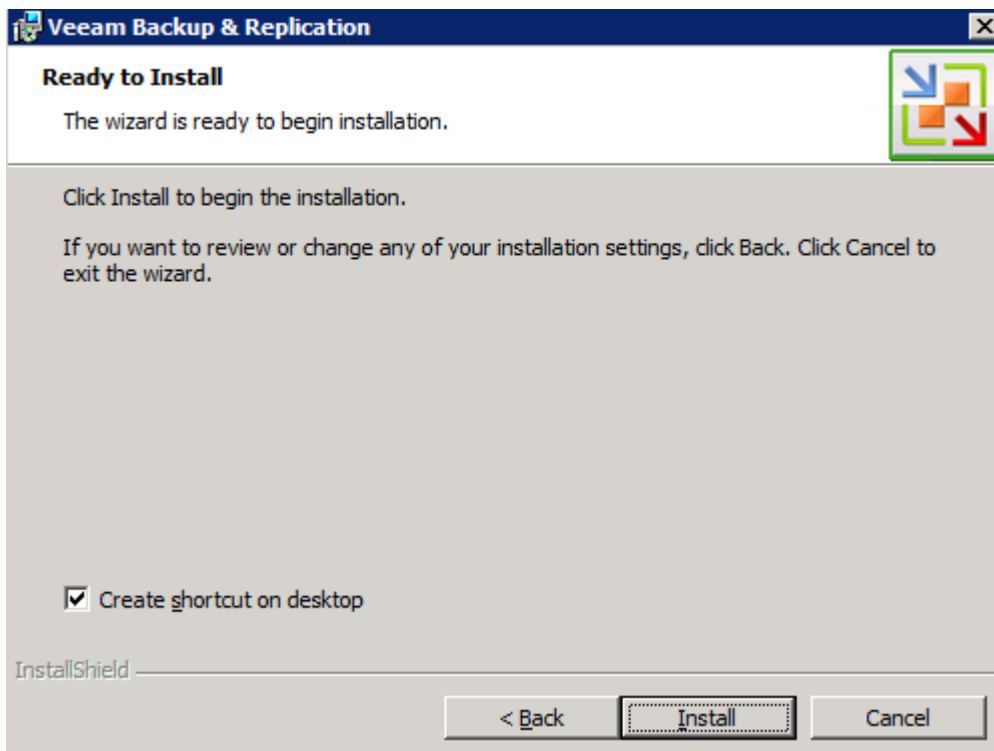 Veeam Backup & Replication
Ready to Install
The wizard is ready to begin installation.
Click Install to begin the installation.
If you want to review or change any of your installation settings, click Back. Click Cancel to
exit the wizard.
Create shortcut on desktop
InstallShield
< Back
Install
Cancel